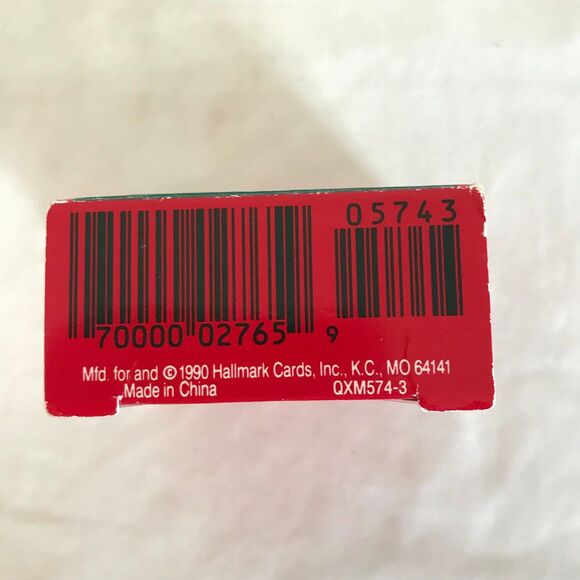 05743
70000 02765 9
Mfd. for and ©1990 Hallmark Cards, Inc., K.C., MO 64141
Made in China QXM574-3